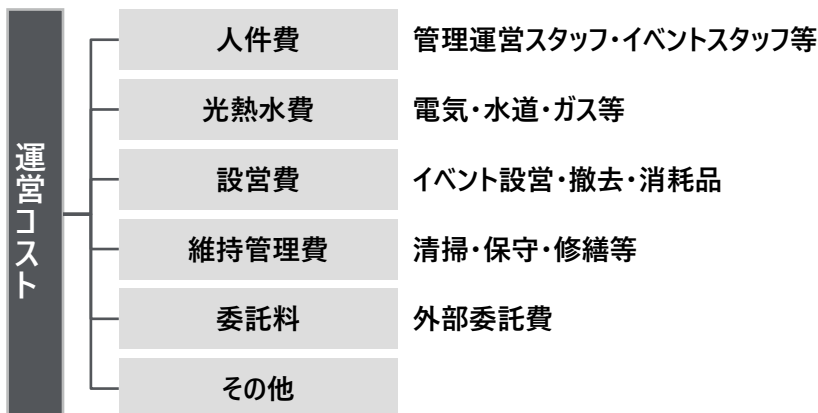 運営コスト
人件費 管理運営スタッフ・イベントスタッフ等
光熱水費 電気・水道・ガス等
設営費 イベント設営・撤去・消耗品
維持管理費 清掃・保守・修繕等
委託料 外部委託費
その他